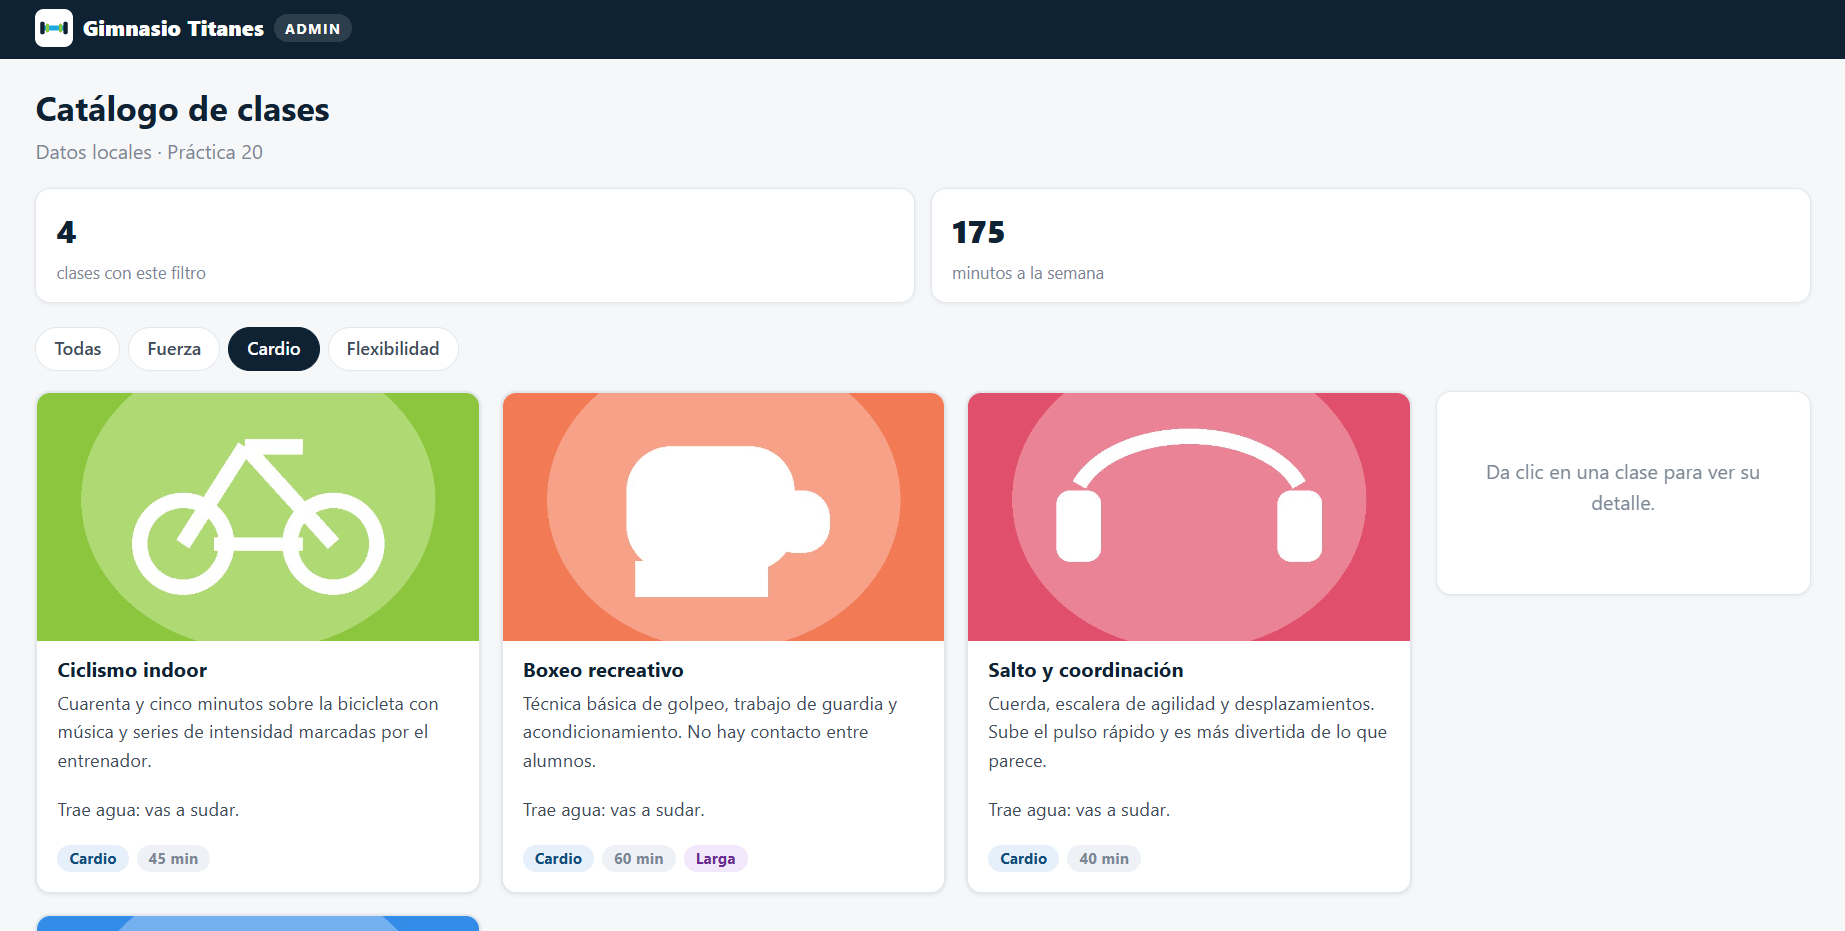 Gimnasio Titanes ADMIN
Catálogo de clases
Datos locales · Práctica 20
4
clases con este filtro
175
minutos a la semana
Todas Fuerza Cardio Flexibilidad
Ciclismo indoor
Cuarenta y cinco minutos sobre la bicicleta con
música y series de intensidad marcadas por el
entrenador.
Trae agua: vas a sudar.
Cardio 45 min
Boxeo recreativo
Técnica básica de golpeo, trabajo de guardia y
acondicionamiento. No hay contacto entre
alumnos.
Trae agua: vas a sudar.
Cardio 60 min Larga
Salto y coordinación
Cuerda, escalera de agilidad y desplazamientos.
Sube el pulso rápido y es más divertida de lo que
parece.
Trae agua: vas a sudar.
Cardio 40 min
Da clic en una clase para ver su
detalle.